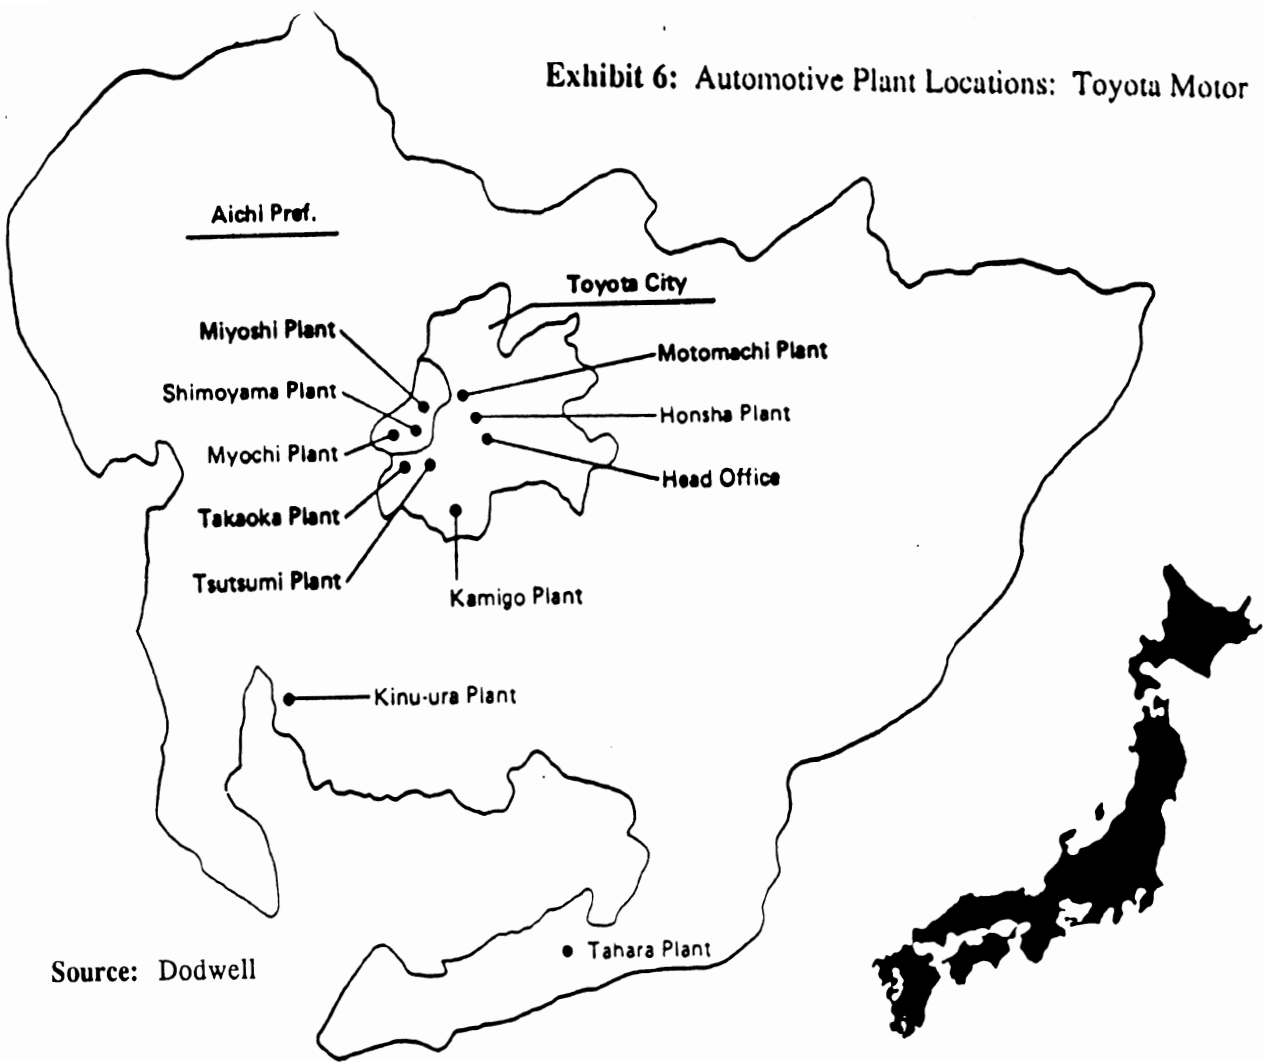 Exhibit 6: Automotive Plant Locations: Toyota Motor
Aichi Pref.
Toyota City
Miyoshi Plant
Motomachi Plant
Shimoyama Plant
Honsha Plant
Myochi Plant
Head Office
Takaoka Plant
Tsutsumi Plant
Kamigo Plant
Kinu-ura Plant
Tahara Plant
Source: Dodwell